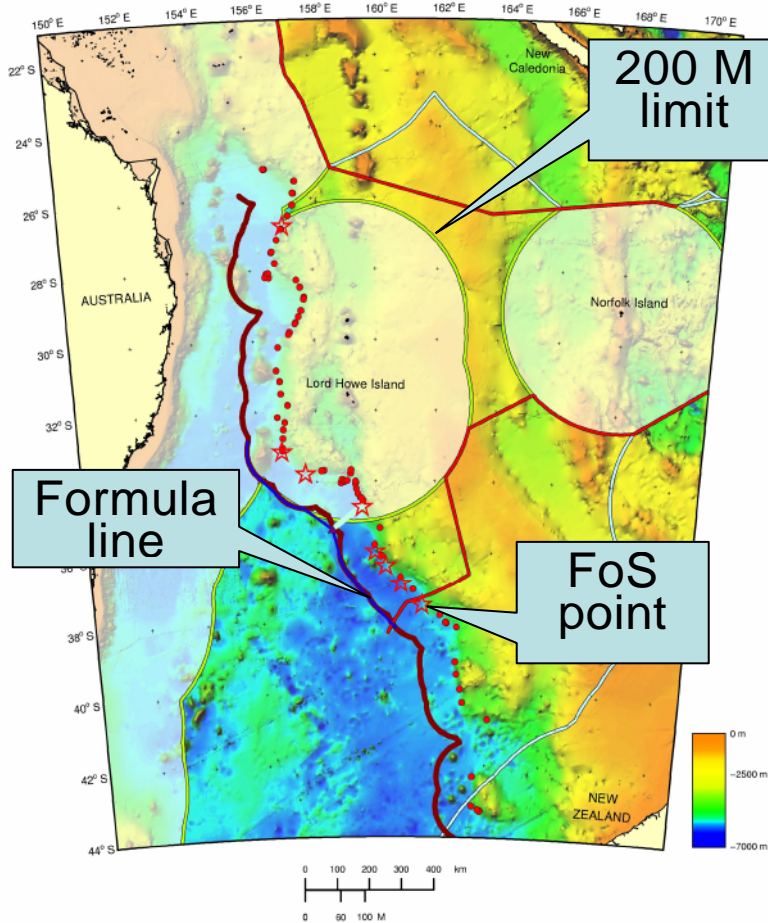 150° E
152° E
154° E
156° E
158° E
160° E
162° E
164° E
166° E
168° E
170° E
22° S
24° S
26° S
28° S
30° S
32° S
36° S
38° S
40° S
42° S
44° S
New
Caledonia
200 M
limit
AUSTRALIA
Norfolk Island
Lord Howe Island
Formula
line
FoS
point
NEW
ZEALAND
0 m
-2500 m
-7000 m
0 100 200 300 400 km
0 60 100 M